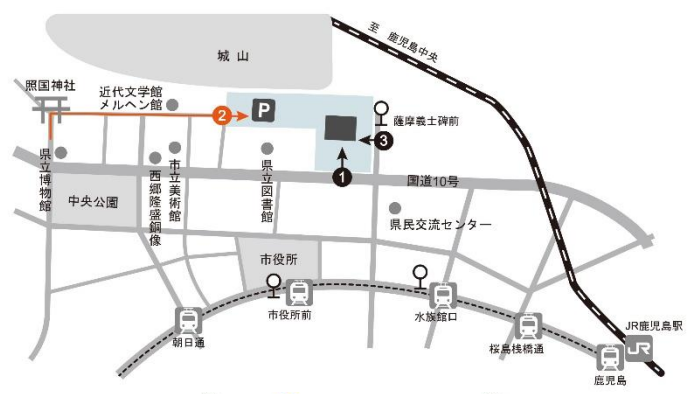 城山
至 鹿児島中央
照国神社
近代文学館
メルヘン館
2
P
薩摩義士碑前
3
1
県立博物館
西郷隆盛銅像
市立美術館
県立図書館
国道10号
中央公園
県民交流センター
市役所
市役所前
水族館口
朝日通
桜島桟橋通
JR鹿児島駅
JR
鹿児島